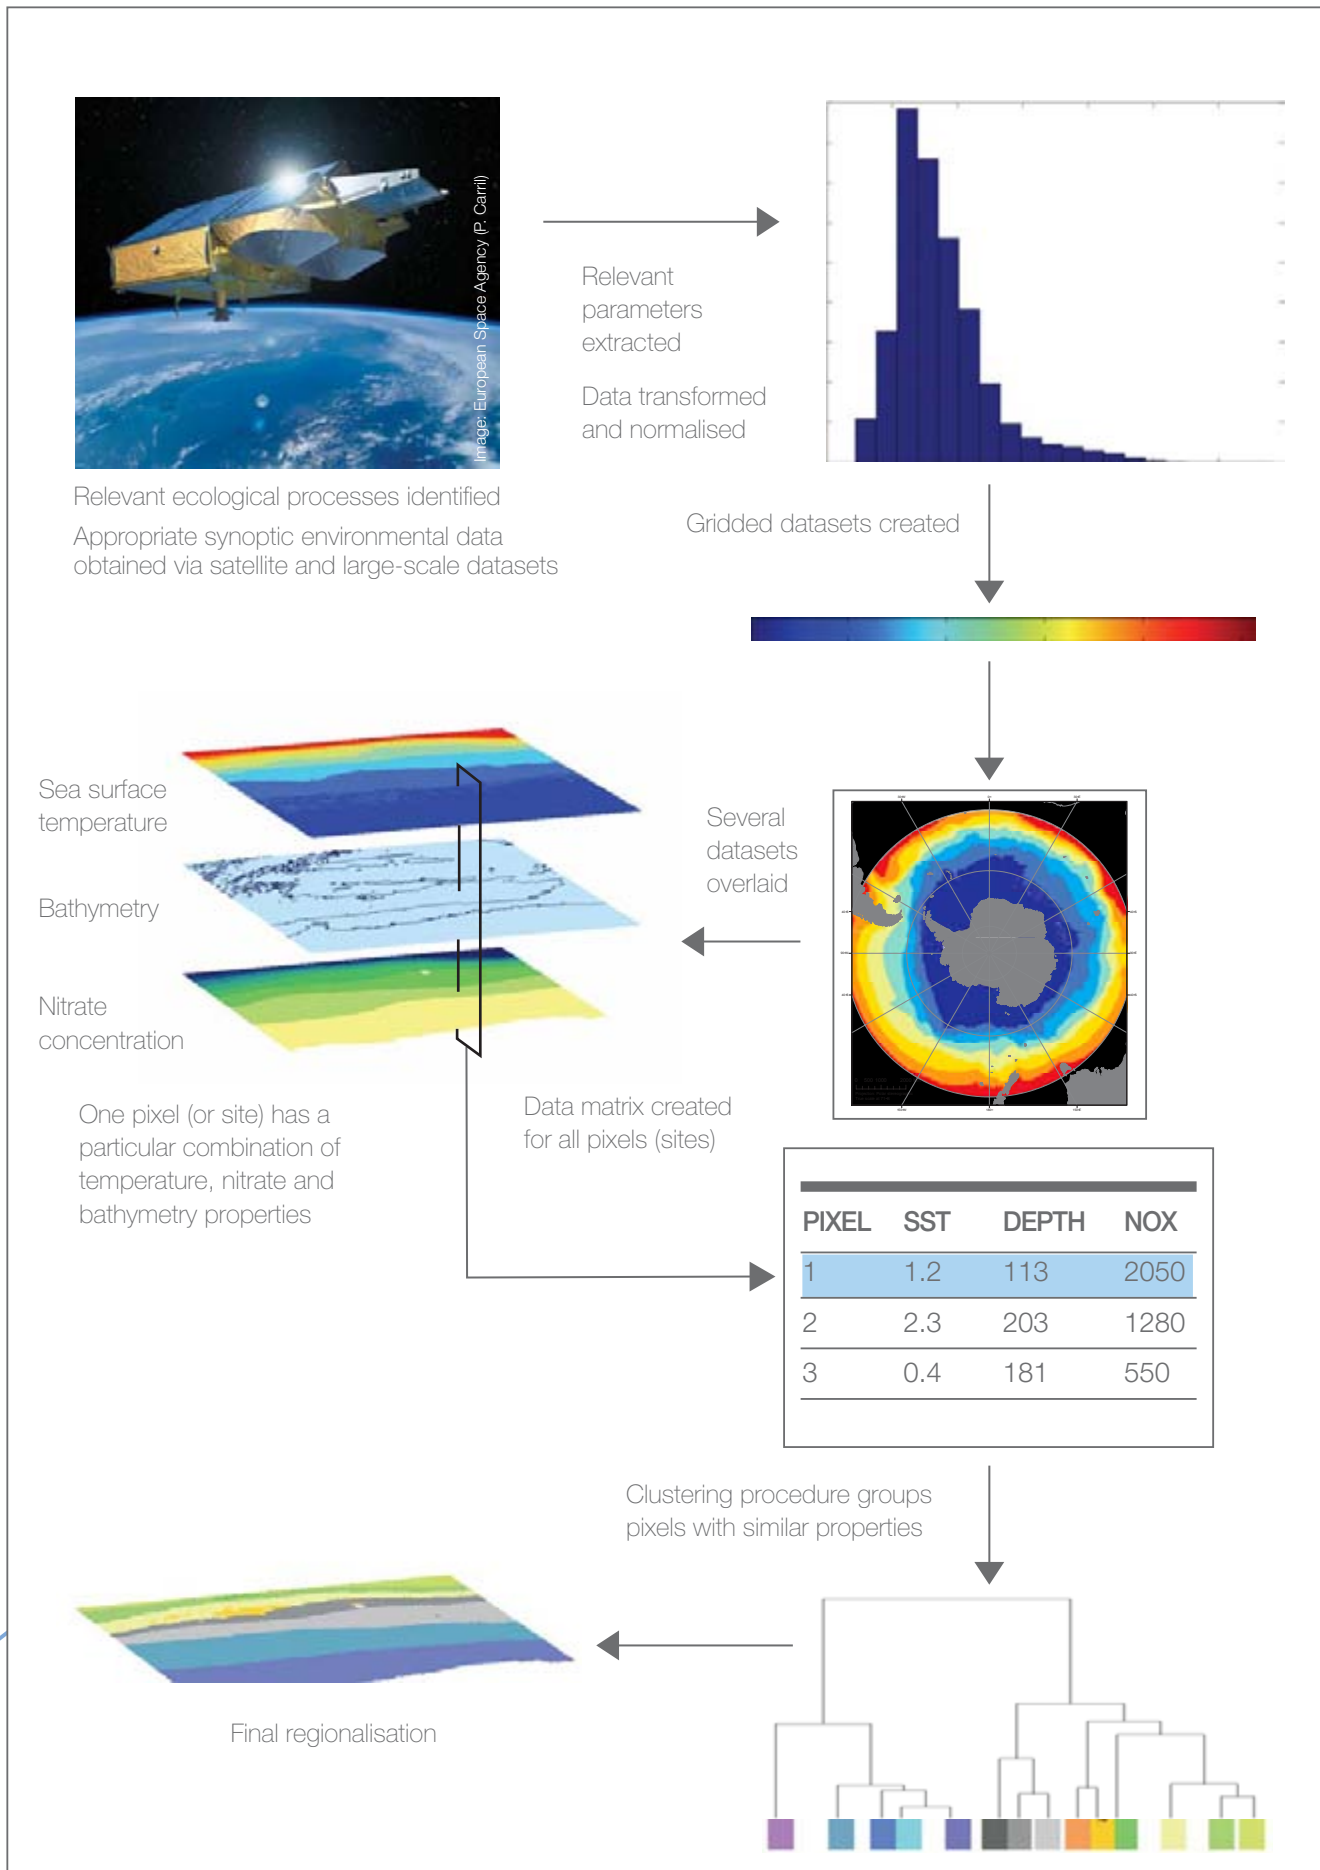 Image: European Space Agency (P. Carril)
Relevant
parameters
extracted
Data transformed
and normalised
Relevant ecological processes identified
Appropriate synoptic environmental data
obtained via satellite and large-scale datasets
Gridded datasets created
Sea surface
temperature
Bathymetry
Nitrate
concentration
Several
datasets
overlaid
One pixel (or site) has a
particular combination of
temperature, nitrate and
bathymetry properties
Data matrix created
for all pixels (sites)
PIXEL SST DEPTH NOX
1 1.2 113 2050
2 2.3 203 1280
3 0.4 181 550
Clustering procedure groups
pixels with similar properties
Final regionalisation